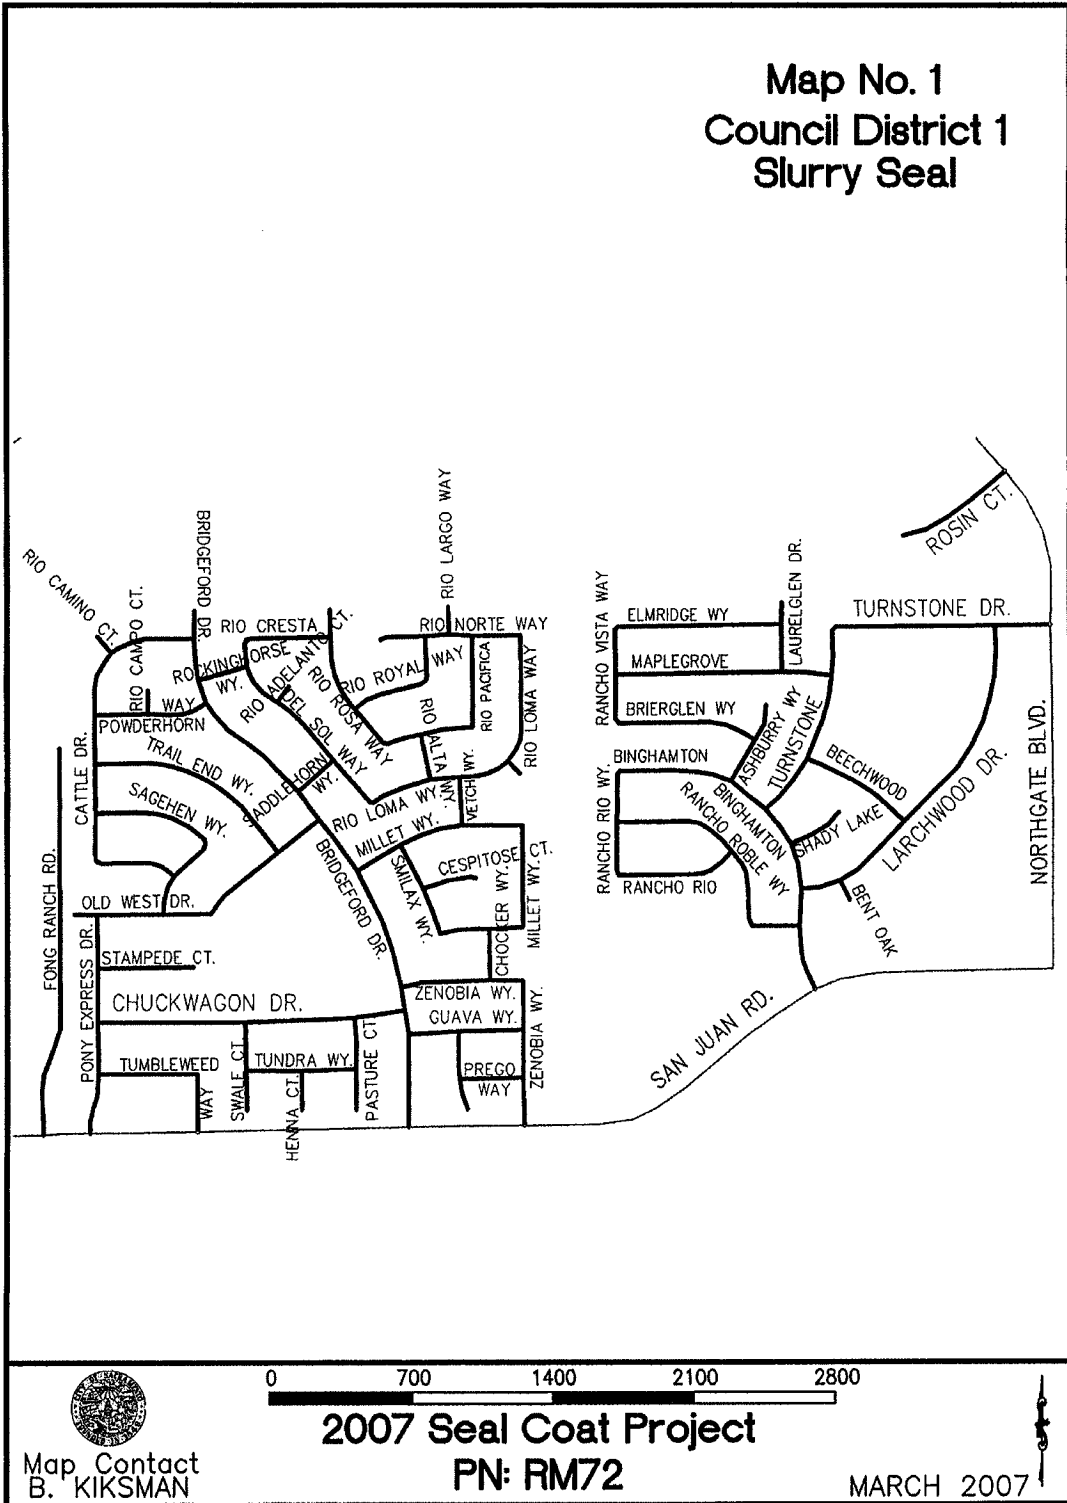 Map No. 1
Council District 1
Slurry Seal
ROSIN CT.
RIO LARGO WAY
BRIDGEFORD DR.
RIO CAMINO CT.
RIO CAMPO CT.
RIO CRESTA CT.
RIO NORTE WAY
RANCHO VISTA WAY
ELMRIDGE WY
LAURELGLEN DR.
TURNSTONE DR.
ROCKINGHORSE
WY.
RIO ADELANTO
RIO ROSA WAY
RIO ROYAL WAY
RIO PACIFICA
RIO LOMA WAY
MAPLEGROVE
WAY
POWDERHORN
DEL SOL WAY
RIO ALTA WY.
BRIERGLEN WY
ASHBURRY WY
TURNSTONE
NORTHGATE BLVD.
CATTLE DR.
TRAIL END WY.
SADDLEHORN
WY.
VETCH WY.
BINGHAMTON
BEECHWOOD
SAGEHEN WY.
RIO LOMA WY.
MILLET WY.
RANCHO RIO WY.
RANCHO ROBLE WY
BINGHAMTON
SHADY LAKE
LARCHWOOD DR.
FONG RANCH RD.
BRIDGEFORD DR.
SMILAX WY.
CESPITOSE CT.
RANCHO RIO
BENT OAK
OLD WEST DR.
CHOCKER WY.
MILLET WY.
PONY EXPRESS DR.
STAMPEDE CT.
CHUCKWAGON DR.
ZENOBIA WY.
GUAVA WY.
ZENOBIA WY.
SAN JUAN RD.
TUMBLEWEED
WAY
SWALE CT.
TUNDRA WY.
HENNA CT.
PASTURE CT.
PREGO
WAY
0 700 1400 2100 2800
2007 Seal Coat Project
PN: RM72
Map Contact
B. KIKSMAN
MARCH 2007